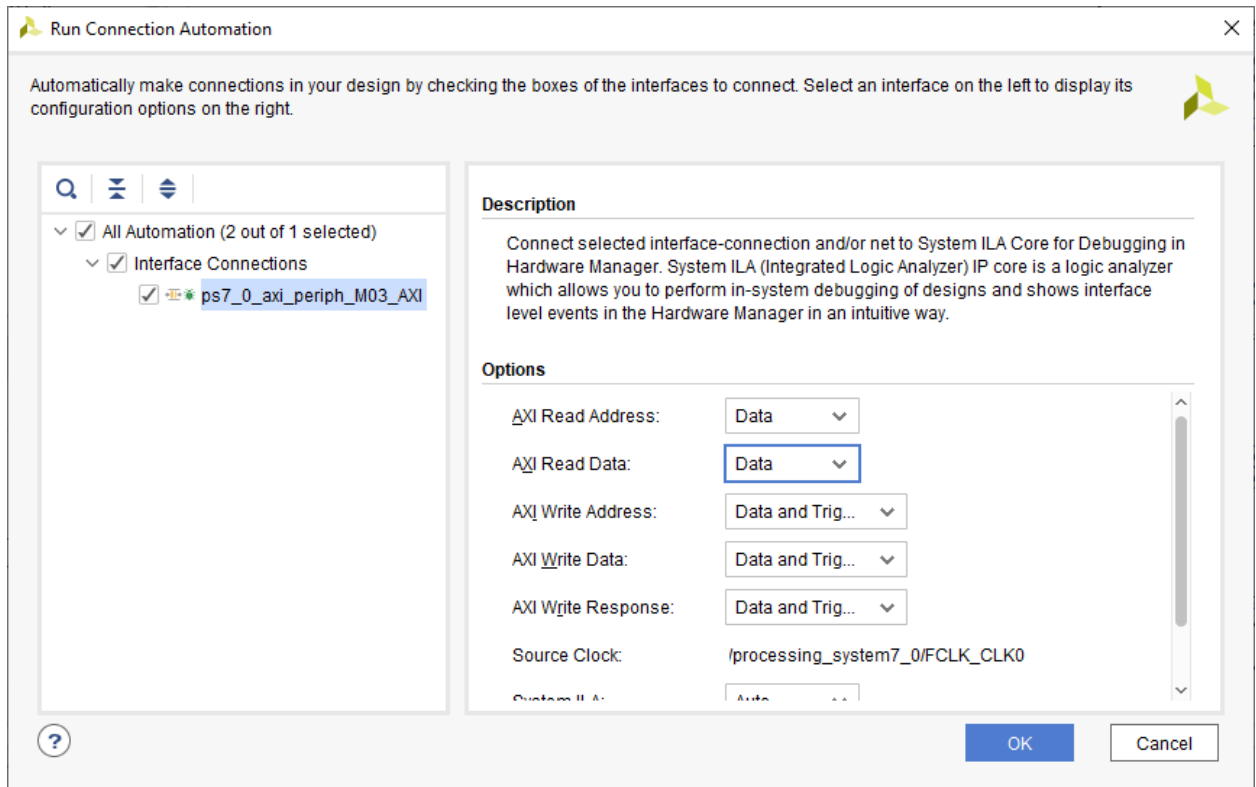 Run Connection Automation
Automatically make connections in your design by checking the boxes of the interfaces to connect. Select an interface on the left to display its
configuration options on the right.
All Automation (2 out of 1 selected)
Interface Connections
ps7_0_axi_periph_M03_AXI
Description
Connect selected interface-connection and/or net to System ILA Core for Debugging in
Hardware Manager. System ILA (Integrated Logic Analyzer) IP core is a logic analyzer
which allows you to perform in-system debugging of designs and shows interface
level events in the Hardware Manager in an intuitive way.
Options
AXI Read Address: Data
AXI Read Data: Data
AXI Write Address: Data and Trig...
AXI Write Data: Data and Trig...
AXI Write Response: Data and Trig...
Source Clock: /processing_system7_0/FCLK_CLK0
System ILA: Auto
? OK Cancel